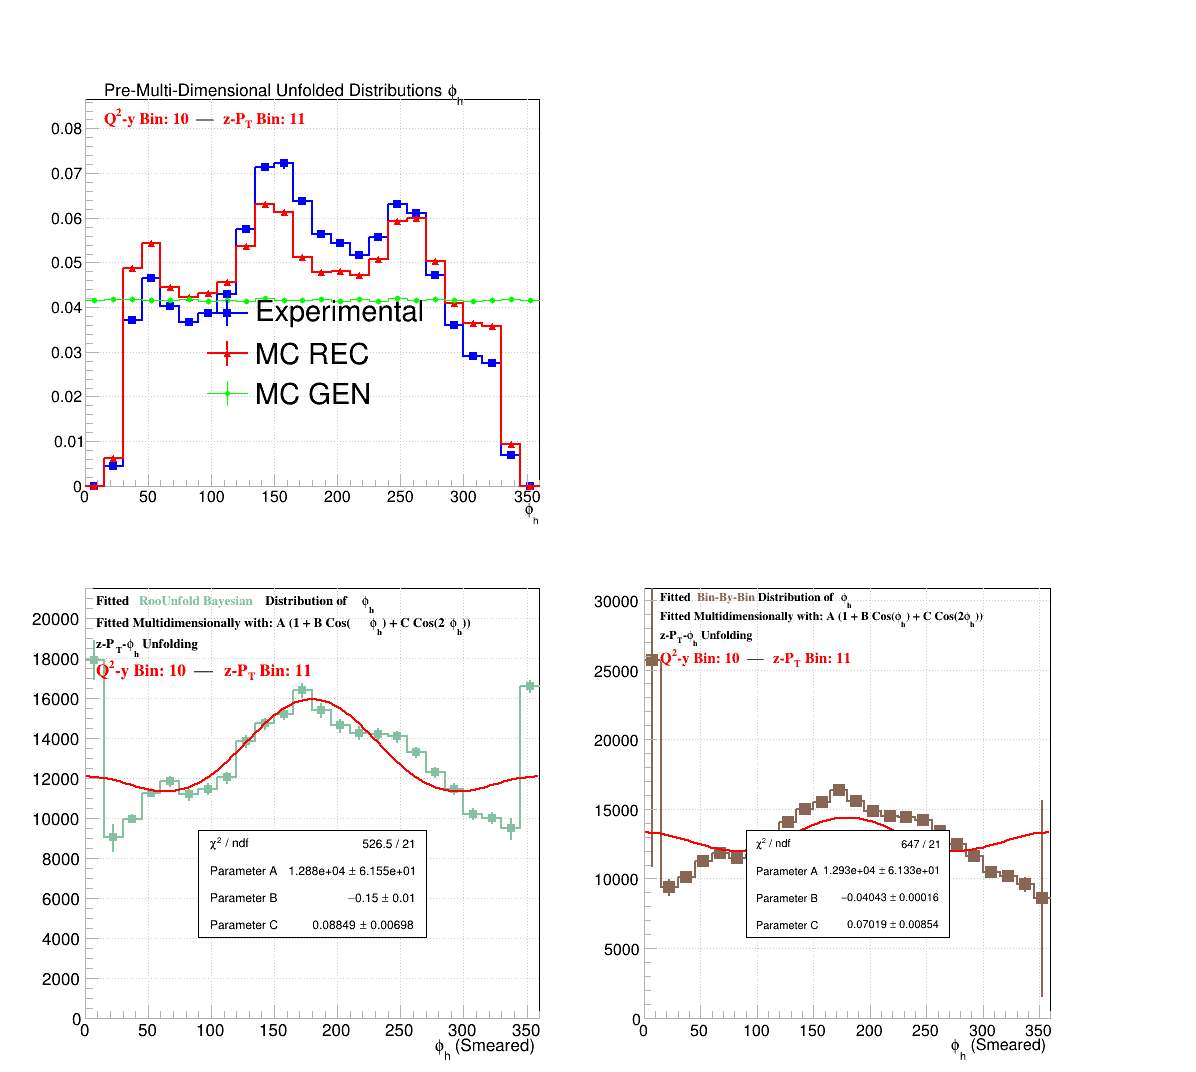 Pre-Multi-Dimensional Unfolded Distributions ϕh
Q²-y Bin: 10 — z-PT Bin: 11
0.08
0.07
0.06
0.05
0.04
0.03
0.02
0.01
0
Experimental
MC REC
MC GEN
0 50 100 150 200 250 300 350
ϕh
Fitted RooUnfold Bayesian Distribution of ϕh
Fitted Multidimensionally with: A (1 + B Cos( ϕh) + C Cos(2 ϕh))
z-PT-ϕh Unfolding
Q²-y Bin: 10 — z-PT Bin: 11
20000
18000
16000
14000
12000
10000
8000
6000
4000
2000
0
χ² / ndf 526.5 / 21
Parameter A 1.288e+04 ± 6.155e+01
Parameter B −0.15 ± 0.01
Parameter C 0.08849 ± 0.00698
0 50 100 150 200 250 300 350
ϕh (Smeared)
Fitted Bin-By-Bin Distribution of ϕh
Fitted Multidimensionally with: A (1 + B Cos(ϕh) + C Cos(2ϕh))
z-PT-ϕh Unfolding
Q²-y Bin: 10 — z-PT Bin: 11
30000
25000
20000
15000
10000
5000
0
χ² / ndf 647 / 21
Parameter A 1.293e+04 ± 6.133e+01
Parameter B −0.04043 ± 0.00016
Parameter C 0.07019 ± 0.00854
0 50 100 150 200 250 300 350
ϕh (Smeared)